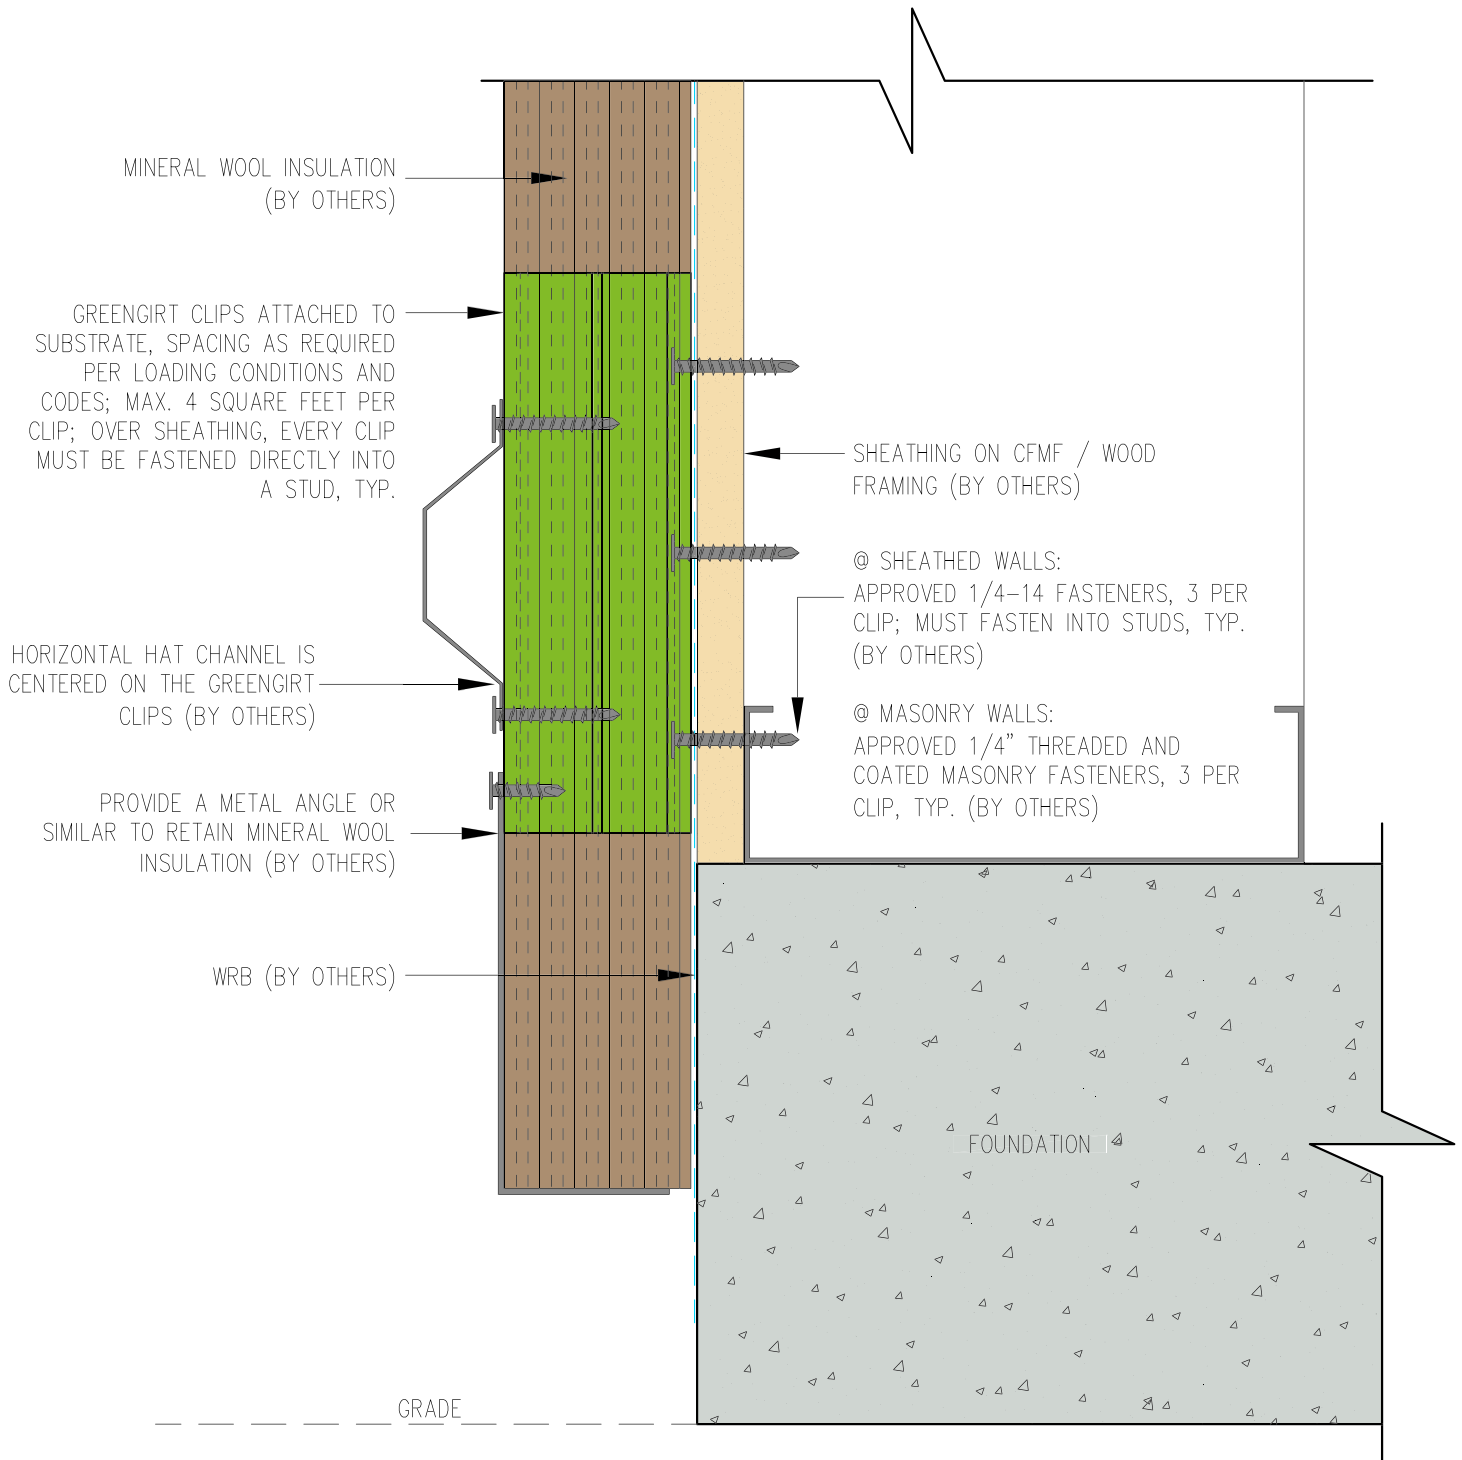 MINERAL WOOL INSULATION
(BY OTHERS)
GREENGIRT CLIPS ATTACHED TO
SUBSTRATE, SPACING AS REQUIRED
PER LOADING CONDITIONS AND
CODES; MAX. 4 SQUARE FEET PER
CLIP; OVER SHEATHING, EVERY CLIP
MUST BE FASTENED DIRECTLY INTO
A STUD, TYP.
HORIZONTAL HAT CHANNEL IS
CENTERED ON THE GREENGIRT
CLIPS (BY OTHERS)
PROVIDE A METAL ANGLE OR
SIMILAR TO RETAIN MINERAL WOOL
INSULATION (BY OTHERS)
WRB (BY OTHERS)
SHEATHING ON CFMF / WOOD
FRAMING (BY OTHERS)
@ SHEATHED WALLS:
APPROVED 1/4-14 FASTENERS, 3 PER
CLIP; MUST FASTEN INTO STUDS, TYP.
(BY OTHERS)
@ MASONRY WALLS:
APPROVED 1/4" THREADED AND
COATED MASONRY FASTENERS, 3 PER
CLIP, TYP. (BY OTHERS)
FOUNDATION
GRADE